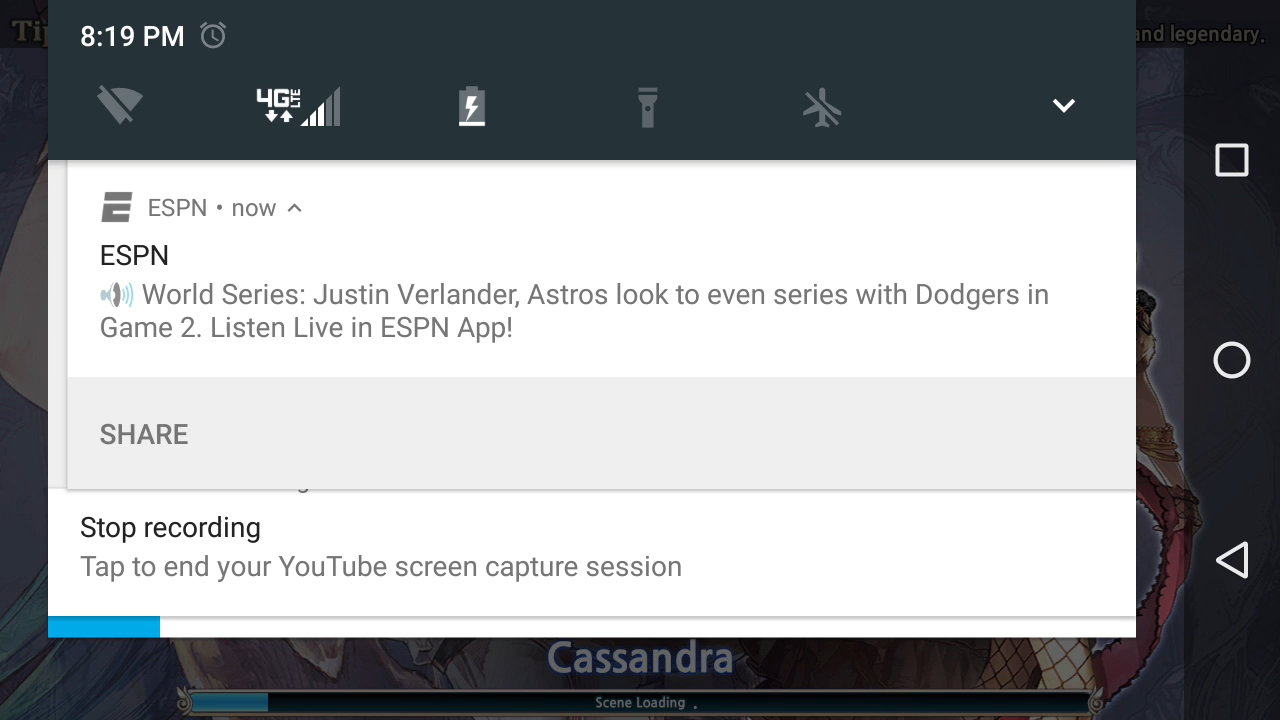 Tip
and legendary.
8:19 PM
4G LTE
ESPN • now
ESPN
World Series: Justin Verlander, Astros look to even series with Dodgers in
Game 2. Listen Live in ESPN App!
SHARE
Stop recording
Tap to end your YouTube screen capture session
Cassandra
Scene Loading .